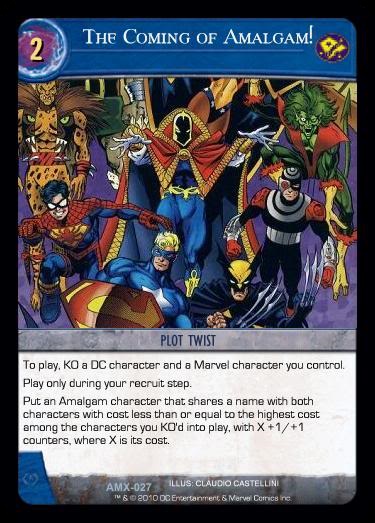 2
The Coming of Amalgam!
PLOT TWIST
To play, KO a DC character and a Marvel character you control.
Play only during your recruit step.
Put an Amalgam character that shares a name with both
characters with cost less than or equal to the highest cost
among the characters you KO'd into play, with X +1/+1
counters, where X is its cost.
AMX-027 ILLUS: CLAUDIO CASTELLINI
™ & © 2010 DC Entertainment & Marvel Comics Inc.